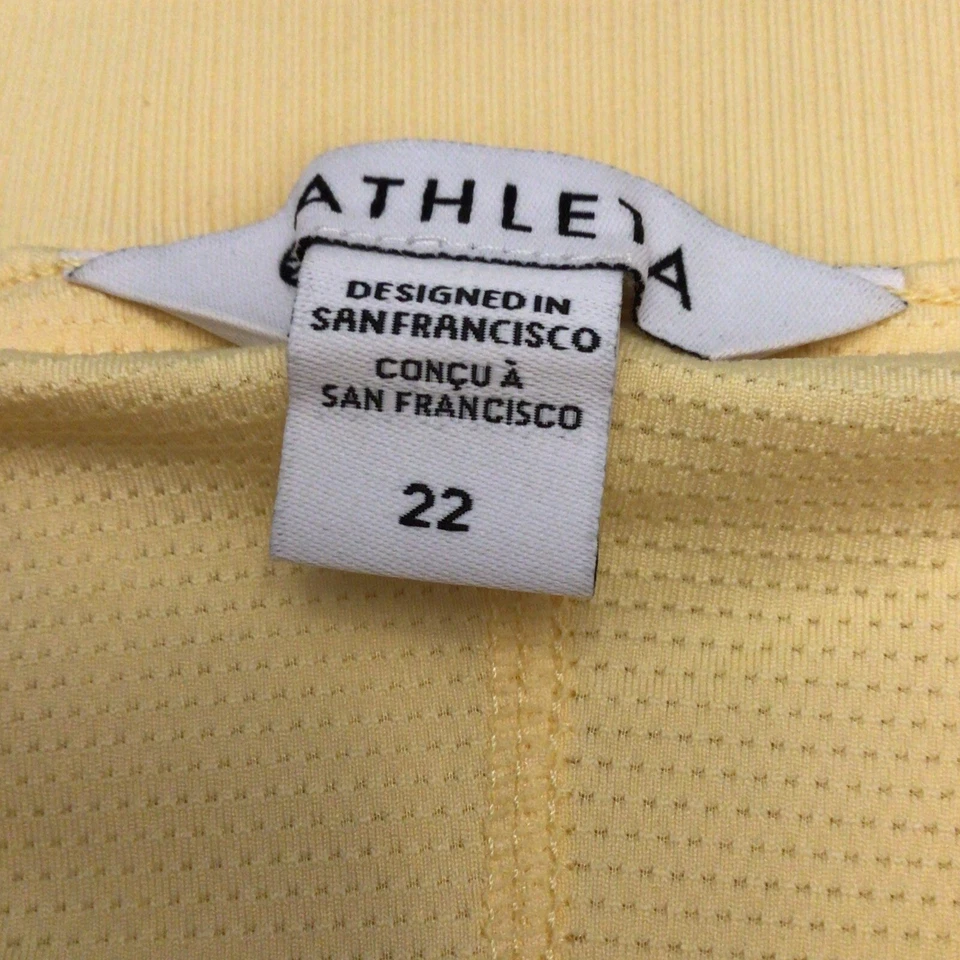 ATHLETA
DESIGNED IN
SAN FRANCISCO
CONÇU À
SAN FRANCISCO
22